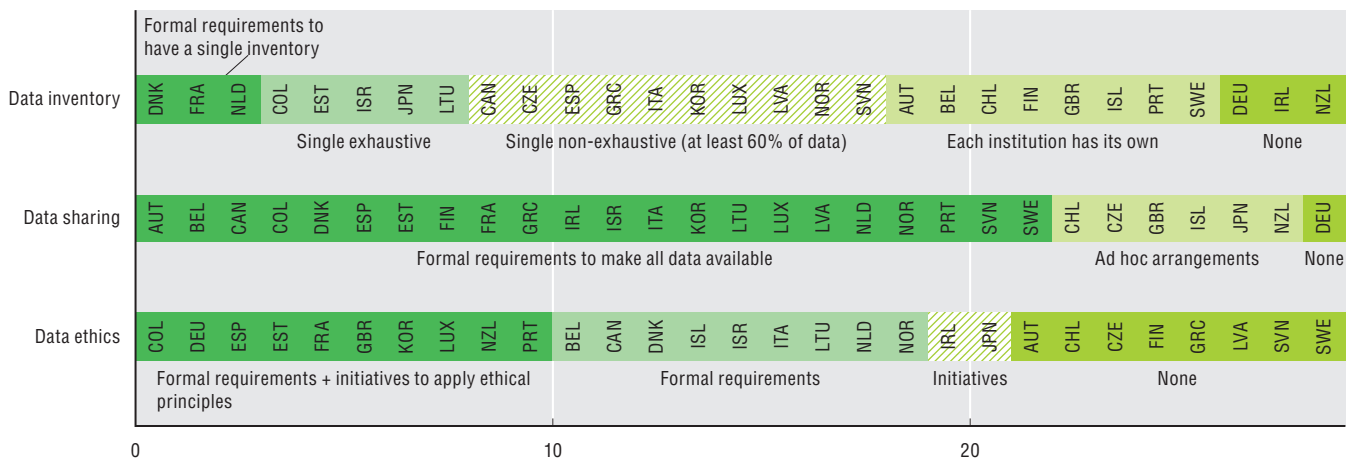 Formal requirements to
have a single inventory
Data inventory
DNK FRA NLD COL EST ISR JPN LTU CAN CZE ESP GRC ITA KOR LUX LVA NOR SVN AUT BEL CHL FIN GBR ISL PRT SWE DEU IRL NZL
Single exhaustive Single non-exhaustive (at least 60% of data) Each institution has its own None
Data sharing
AUT BEL CAN COL DNK ESP EST FIN FRA GRC IRL ISR ITA KOR LTU LUX LVA NLD NOR PRT SVN SWE CHL CZE GBR ISL JPN NZL DEU
Formal requirements to make all data available Ad hoc arrangements None
Data ethics
COL DEU ESP EST FRA GBR KOR LUX NZL PRT BEL CAN DNK ISL ISR ITA LTU NLD NOR IRL JPN AUT CHL CZE FIN GRC LVA SVN SWE
Formal requirements + initiatives to apply ethical
principles
Formal requirements Initiatives None
0 10 20